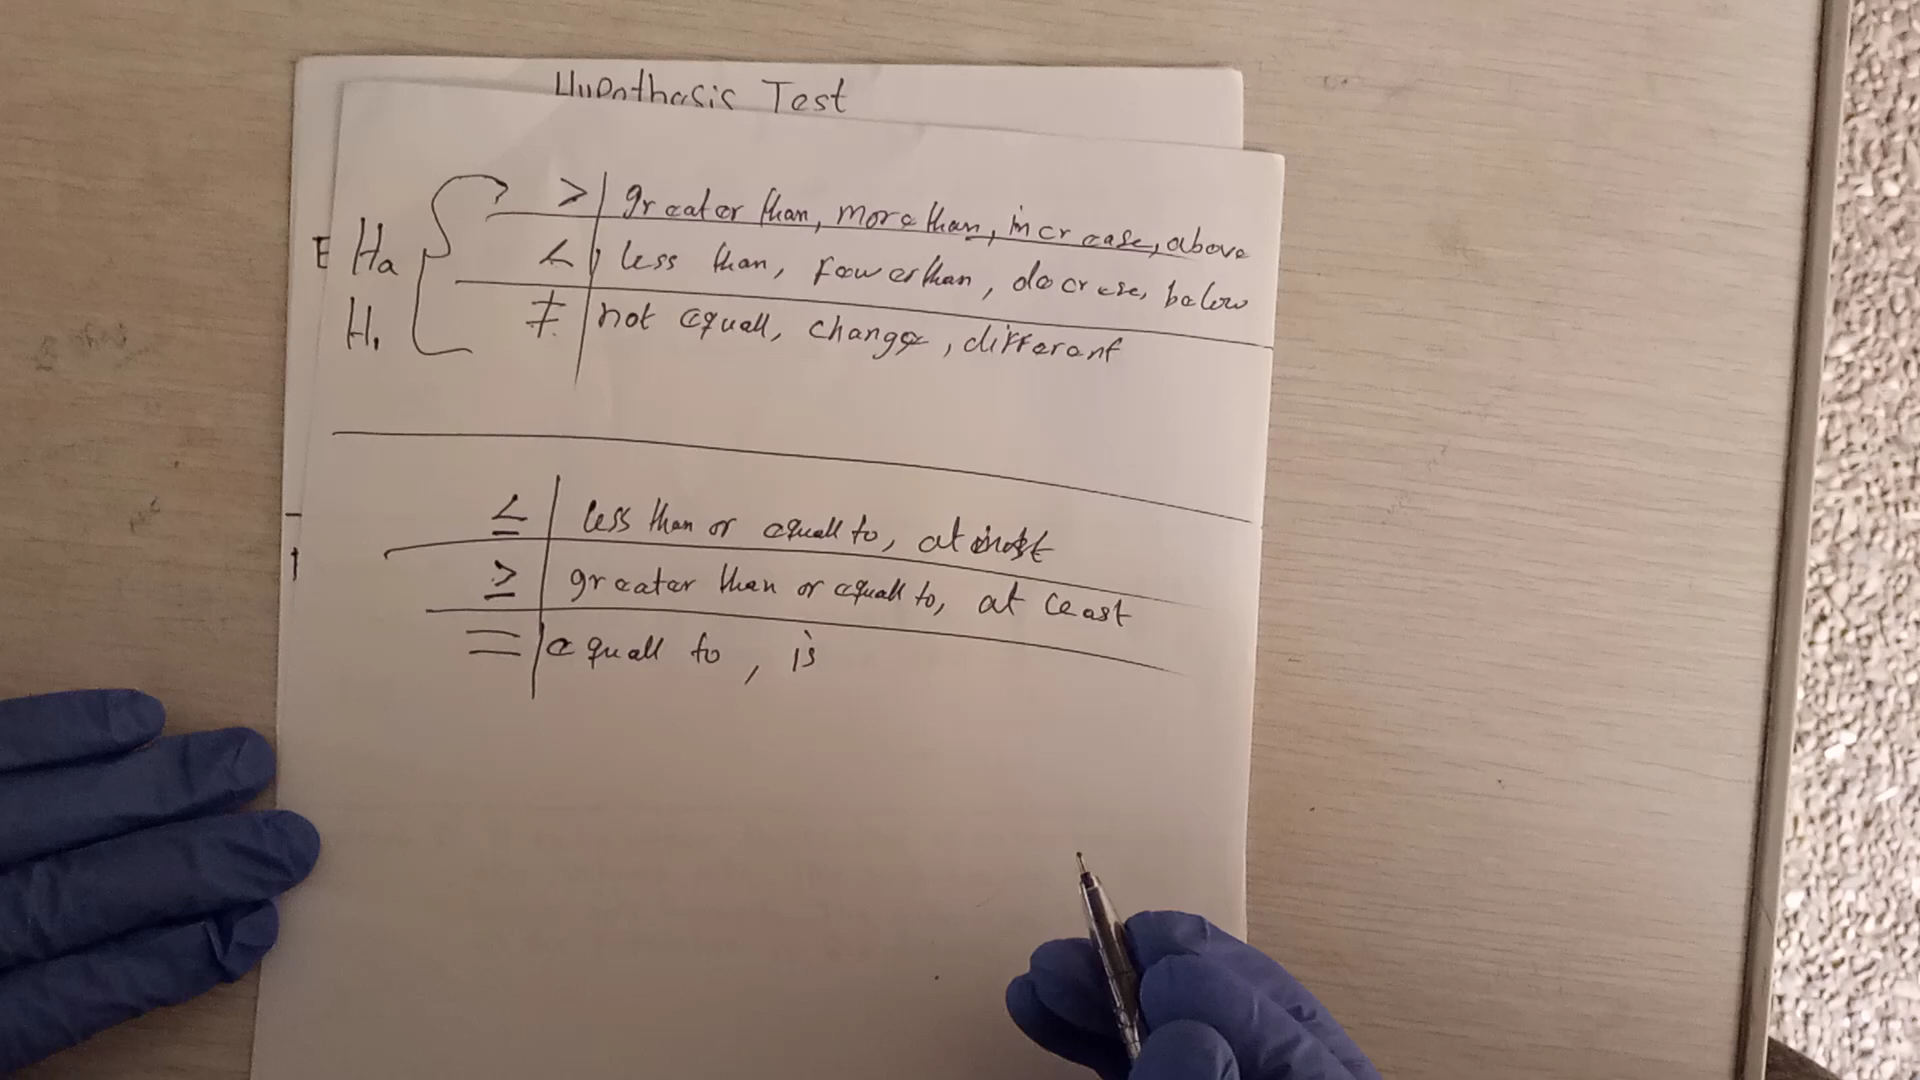 Hypothesis Test
> greater than, more than, increase, above
Ha < less than, fewer than, decrese, below
H₁ ≠ not equall, change, different
≤ less than or equall to, at most
≥ greater than or equall to, at least
= equall to, is